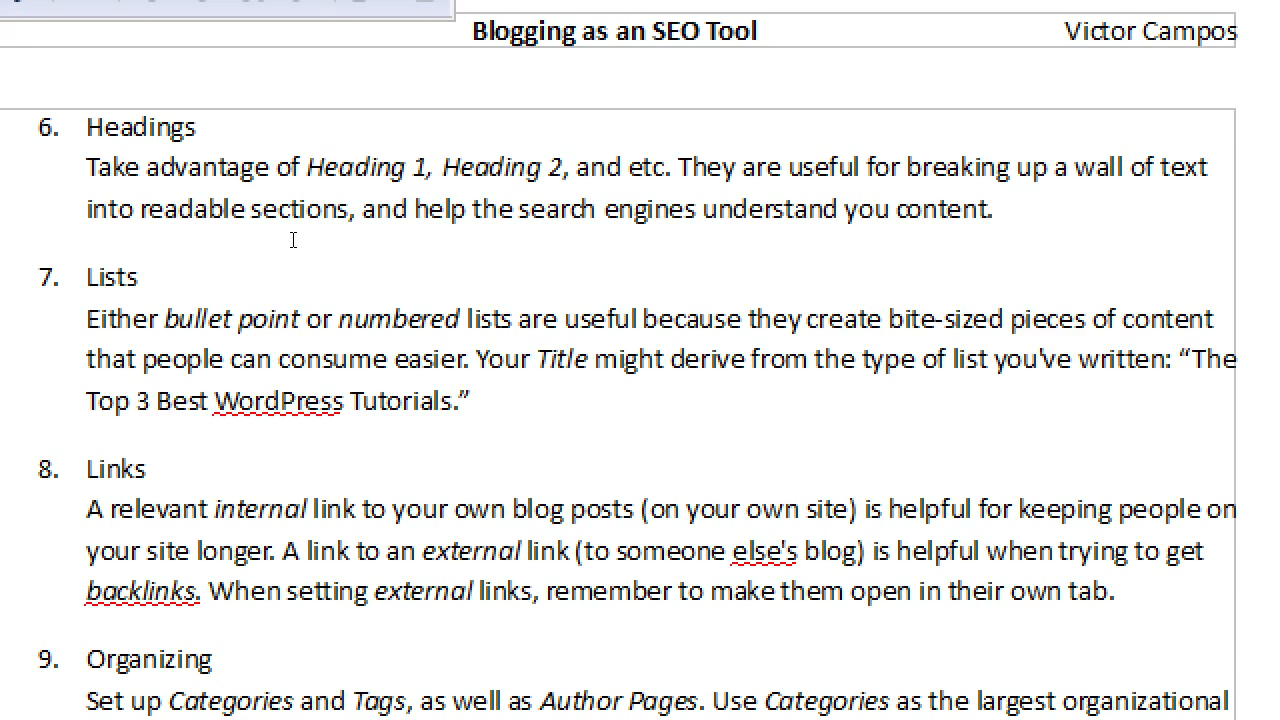 Blogging as an SEO Tool Victor Campos
6. Headings
Take advantage of Heading 1, Heading 2, and etc. They are useful for breaking up a wall of text
into readable sections, and help the search engines understand you content.
7. Lists
Either bullet point or numbered lists are useful because they create bite-sized pieces of content
that people can consume easier. Your Title might derive from the type of list you've written: “The
Top 3 Best WordPress Tutorials.”
8. Links
A relevant internal link to your own blog posts (on your own site) is helpful for keeping people on
your site longer. A link to an external link (to someone else's blog) is helpful when trying to get
backlinks. When setting external links, remember to make them open in their own tab.
9. Organizing
Set up Categories and Tags, as well as Author Pages. Use Categories as the largest organizational